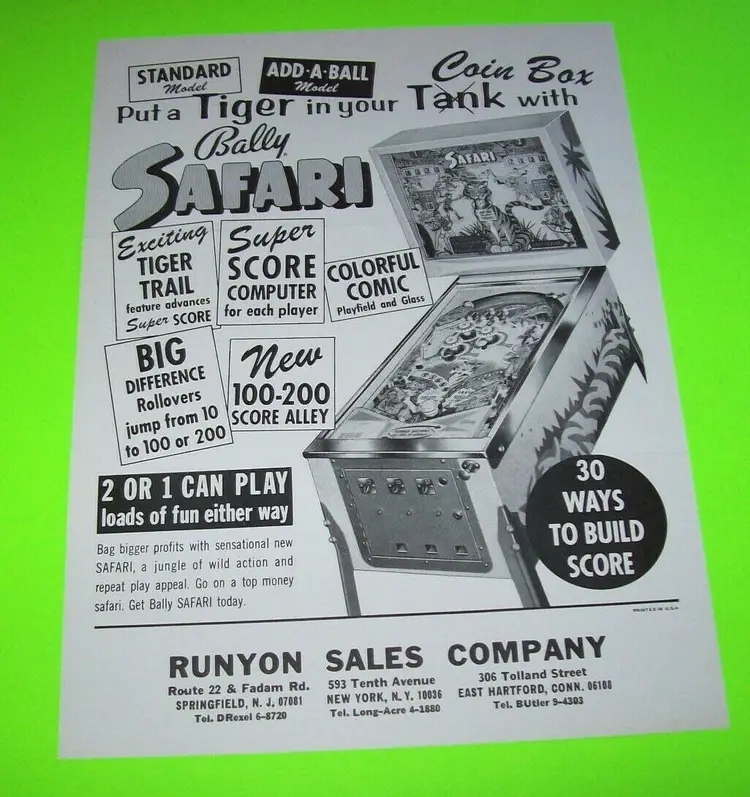 STANDARD
Model
ADD-A-BALL
Model
Coin Box
Put a Tiger in your Tank with
Bally
SAFARI
SAFARI
Exciting
TIGER
TRAIL
feature advances
Super SCORE
Super
SCORE
COMPUTER
for each player
COLORFUL
COMIC
Playfield and Glass
BIG
DIFFERENCE
Rollovers
jump from 10
to 100 or 200
New
100-200
SCORE ALLEY
2 OR 1 CAN PLAY
loads of fun either way
30
WAYS
TO BUILD
SCORE
Bag bigger profits with sensational new
SAFARI, a jungle of wild action and
repeat play appeal. Go on a top money
safari. Get Bally SAFARI today.
PRINTED IN U.S.A.
RUNYON SALES COMPANY
Route 22 & Fadam Rd.
SPRINGFIELD, N. J. 07081
Tel. DRexel 6-8720
593 Tenth Avenue
NEW YORK, N. Y. 10036
Tel. Long-Acre 4-1880
306 Tolland Street
EAST HARTFORD, CONN. 06108
Tel. BUtler 9-4303